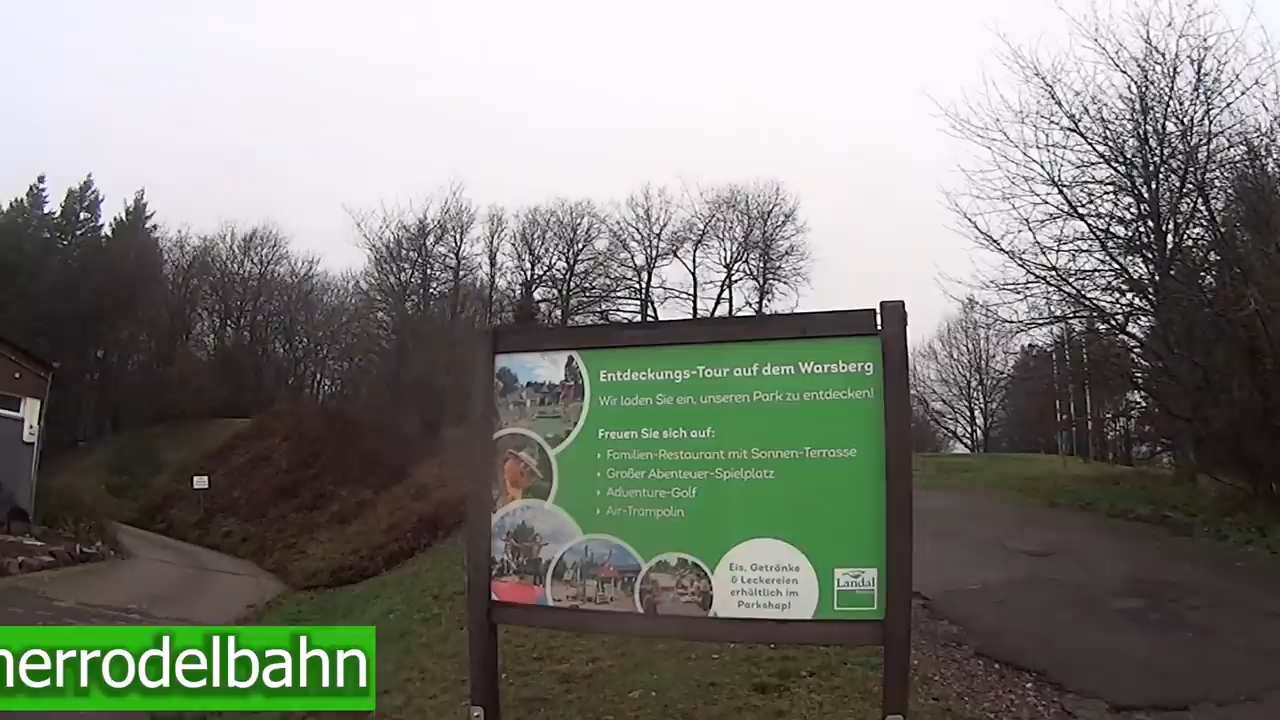 Entdeckungs-Tour auf dem Warsberg
Wir laden Sie ein, unseren Park zu entdecken!
Freuen Sie sich auf:
› Familien-Restaurant mit Sonnen-Terrasse
› Großer Abenteuer-Spielplatz
› Adventure-Golf
› Air-Trampolin
Eis, Getränke
& Leckereien
erhältlich im
Parkshop!
Landal
nerrodelbahn